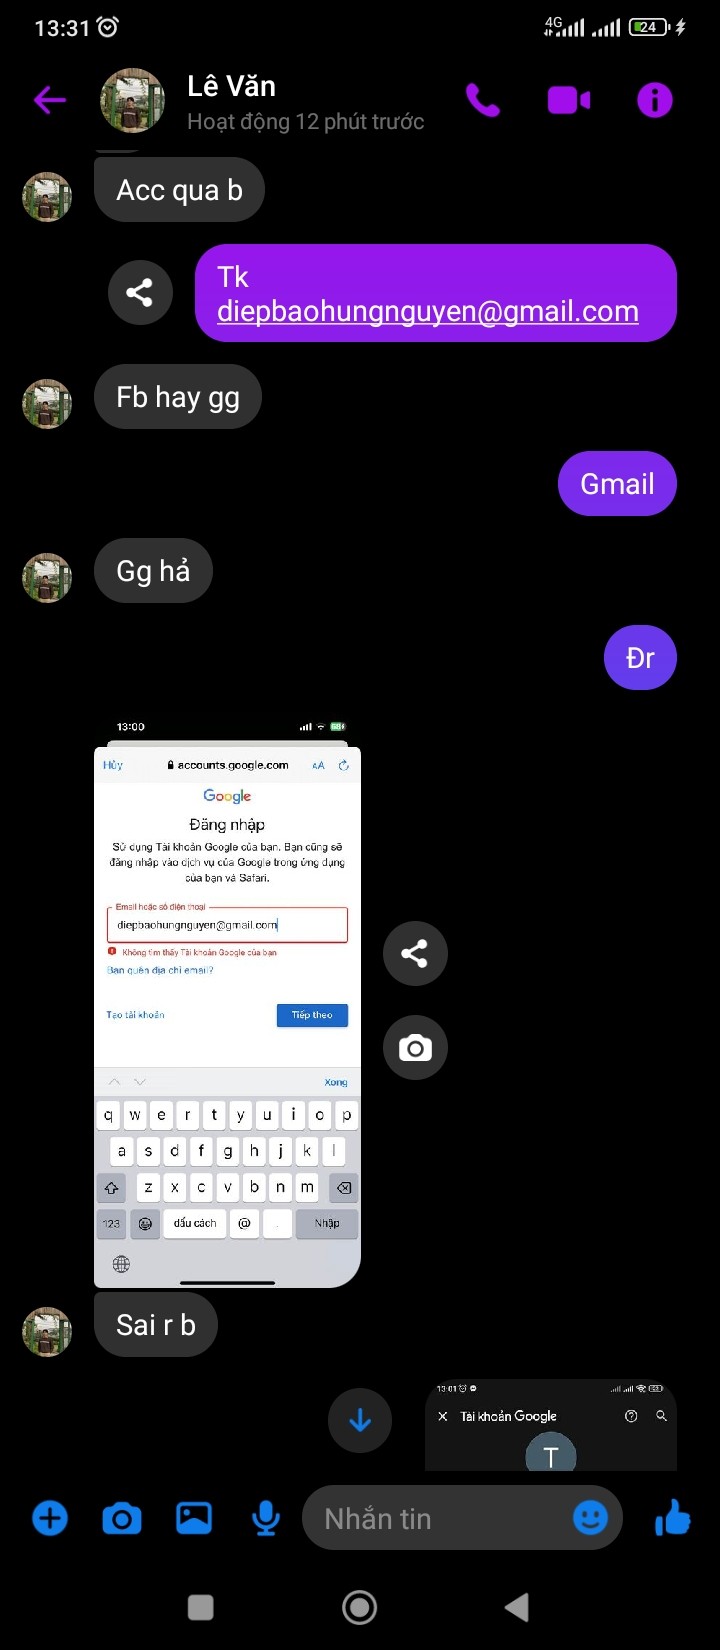 13:31
4G
24
Lê Văn
Hoạt động 12 phút trước
Acc qua b
Tk
diepbaohungnguyen@gmail.com
Fb hay gg
Gmail
Gg hả
Đr
13:00
Hủy
accounts.google.com
AA
Google
Đăng nhập
Sử dụng Tài khoản Google của bạn. Bạn cũng sẽ
đăng nhập vào dịch vụ của Google trong ứng dụng
của bạn và Safari.
Email hoặc số điện thoại
diepbaohungnguyen@gmail.com
Không tìm thấy Tài khoản Google của bạn
Bạn quên địa chỉ email?
Tạo tài khoản
Tiếp theo
Xong
q w e r t y u i o p
a s d f g h j k l
z x c v b n m
123
dấu cách
@
.
Nhập
Sai r b
13:01
Tài khoản Google
T
Nhắn tin